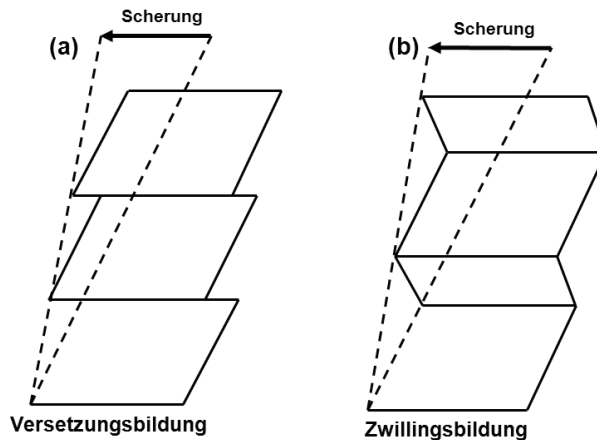 Scherung
(a)
Versetzungsbildung
Scherung
(b)
Zwillingsbildung